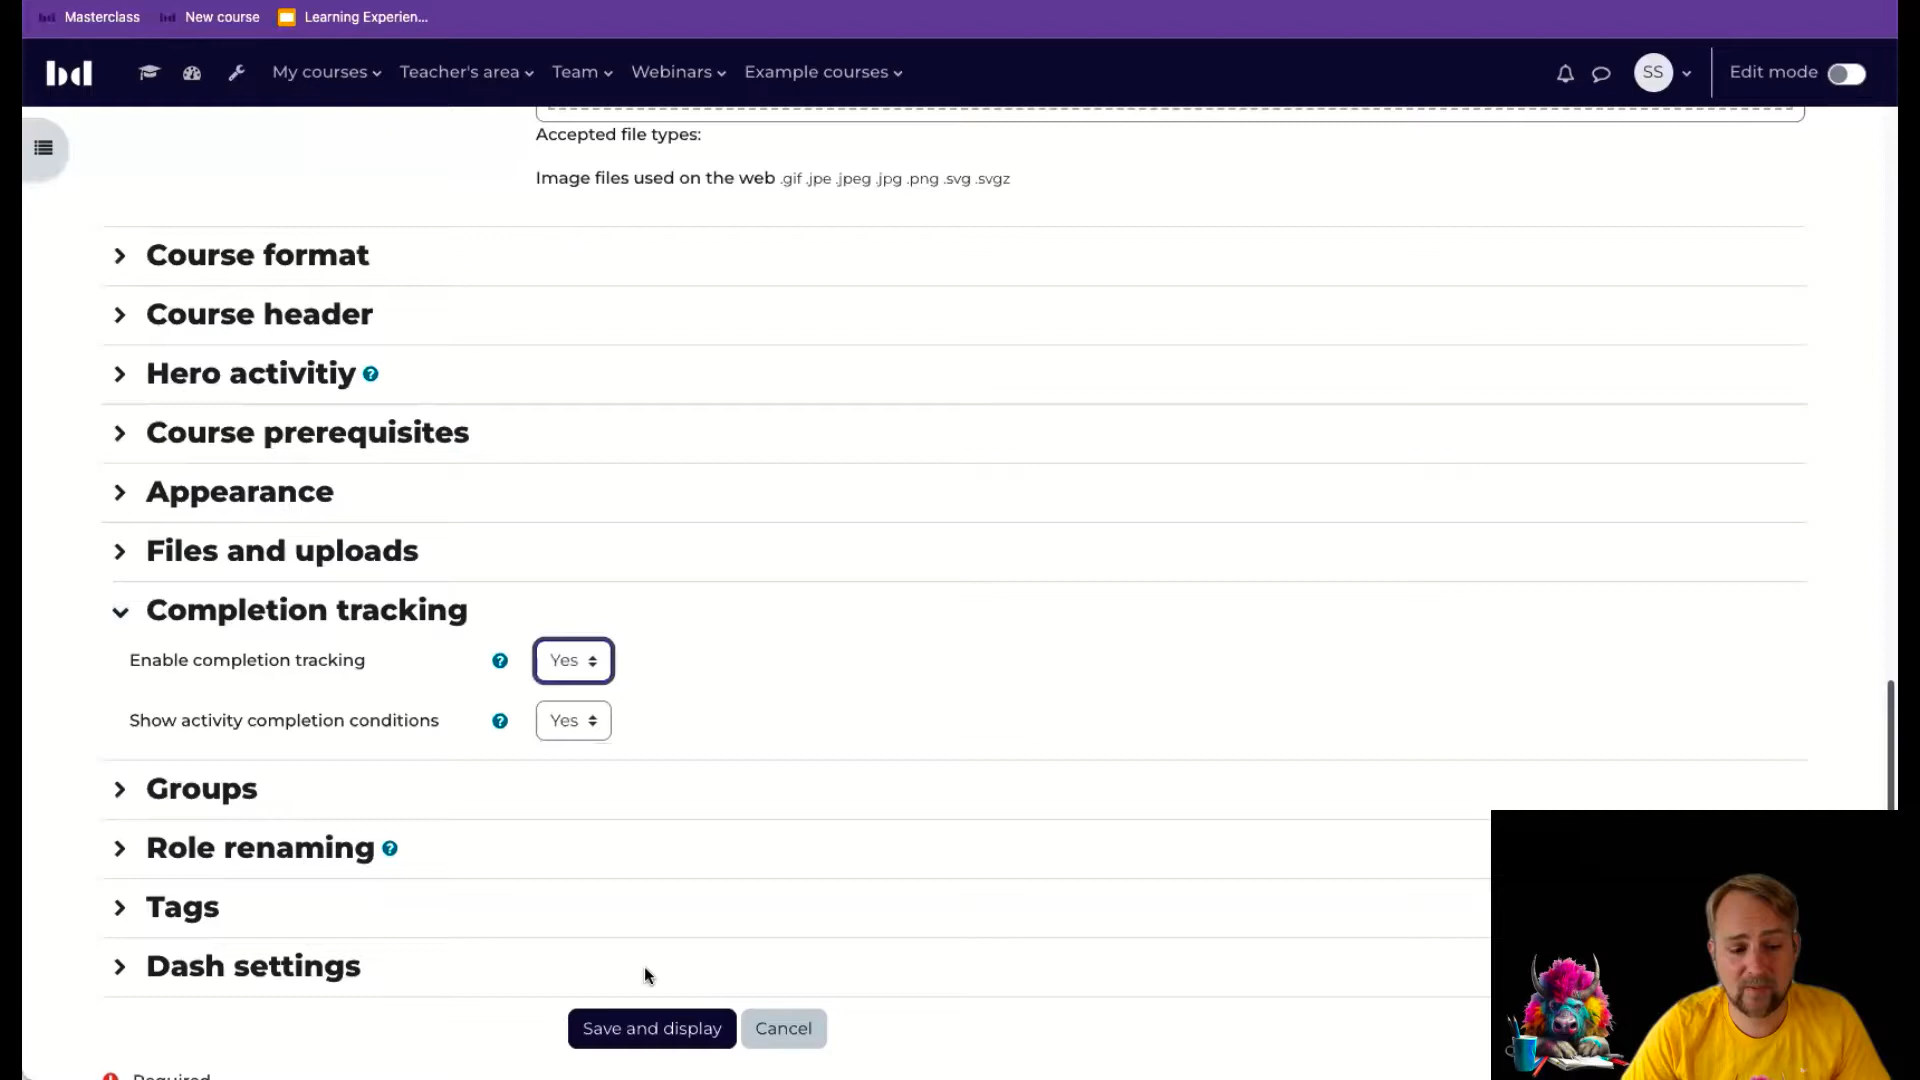 Masterclass New course Learning Experien...
bd My courses Teacher's area Team Webinars Example courses SS Edit mode
Accepted file types:
Image files used on the web .gif .jpe .jpeg .jpg .png .svg .svgz
Course format
Course header
Hero activitiy
Course prerequisites
Appearance
Files and uploads
Completion tracking
Enable completion tracking ? Yes
Show activity completion conditions ? Yes
Groups
Role renaming ?
Tags
Dash settings
Save and display Cancel
Required